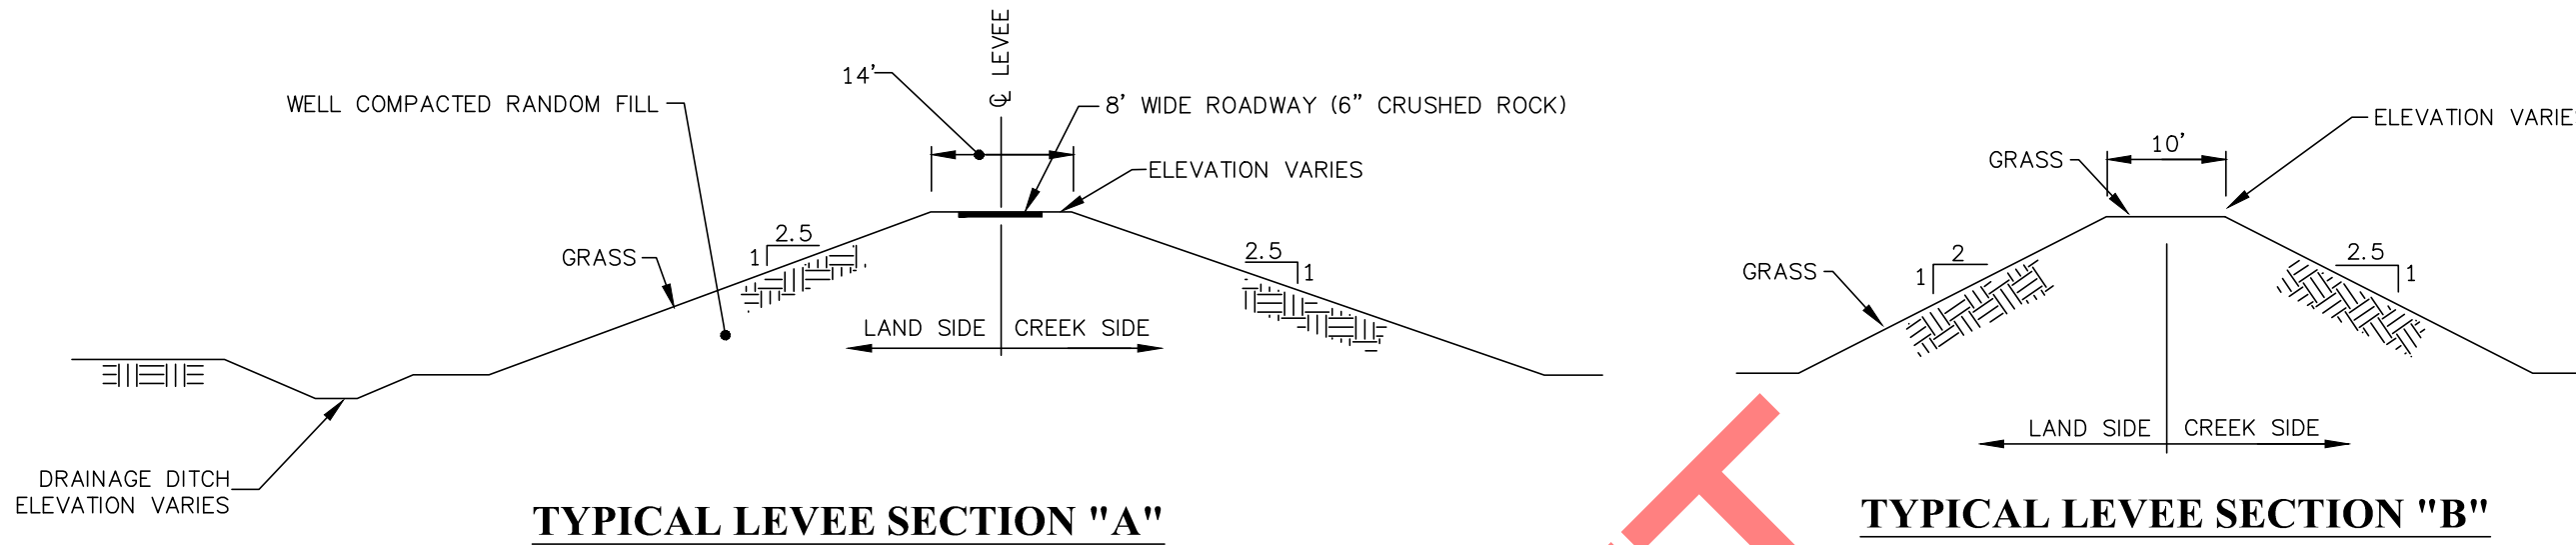 LEVEE
14'
WELL COMPACTED RANDOM FILL
8' WIDE ROADWAY (6" CRUSHED ROCK)
ELEVATION VARIES
2.5
1
GRASS
2.5
1
LAND SIDE
CREEK SIDE
DRAINAGE DITCH
ELEVATION VARIES
TYPICAL LEVEE SECTION "A"
ELEVATION VARIE
10'
GRASS
2
1
2.5
1
GRASS
LAND SIDE
CREEK SIDE
TYPICAL LEVEE SECTION "B"